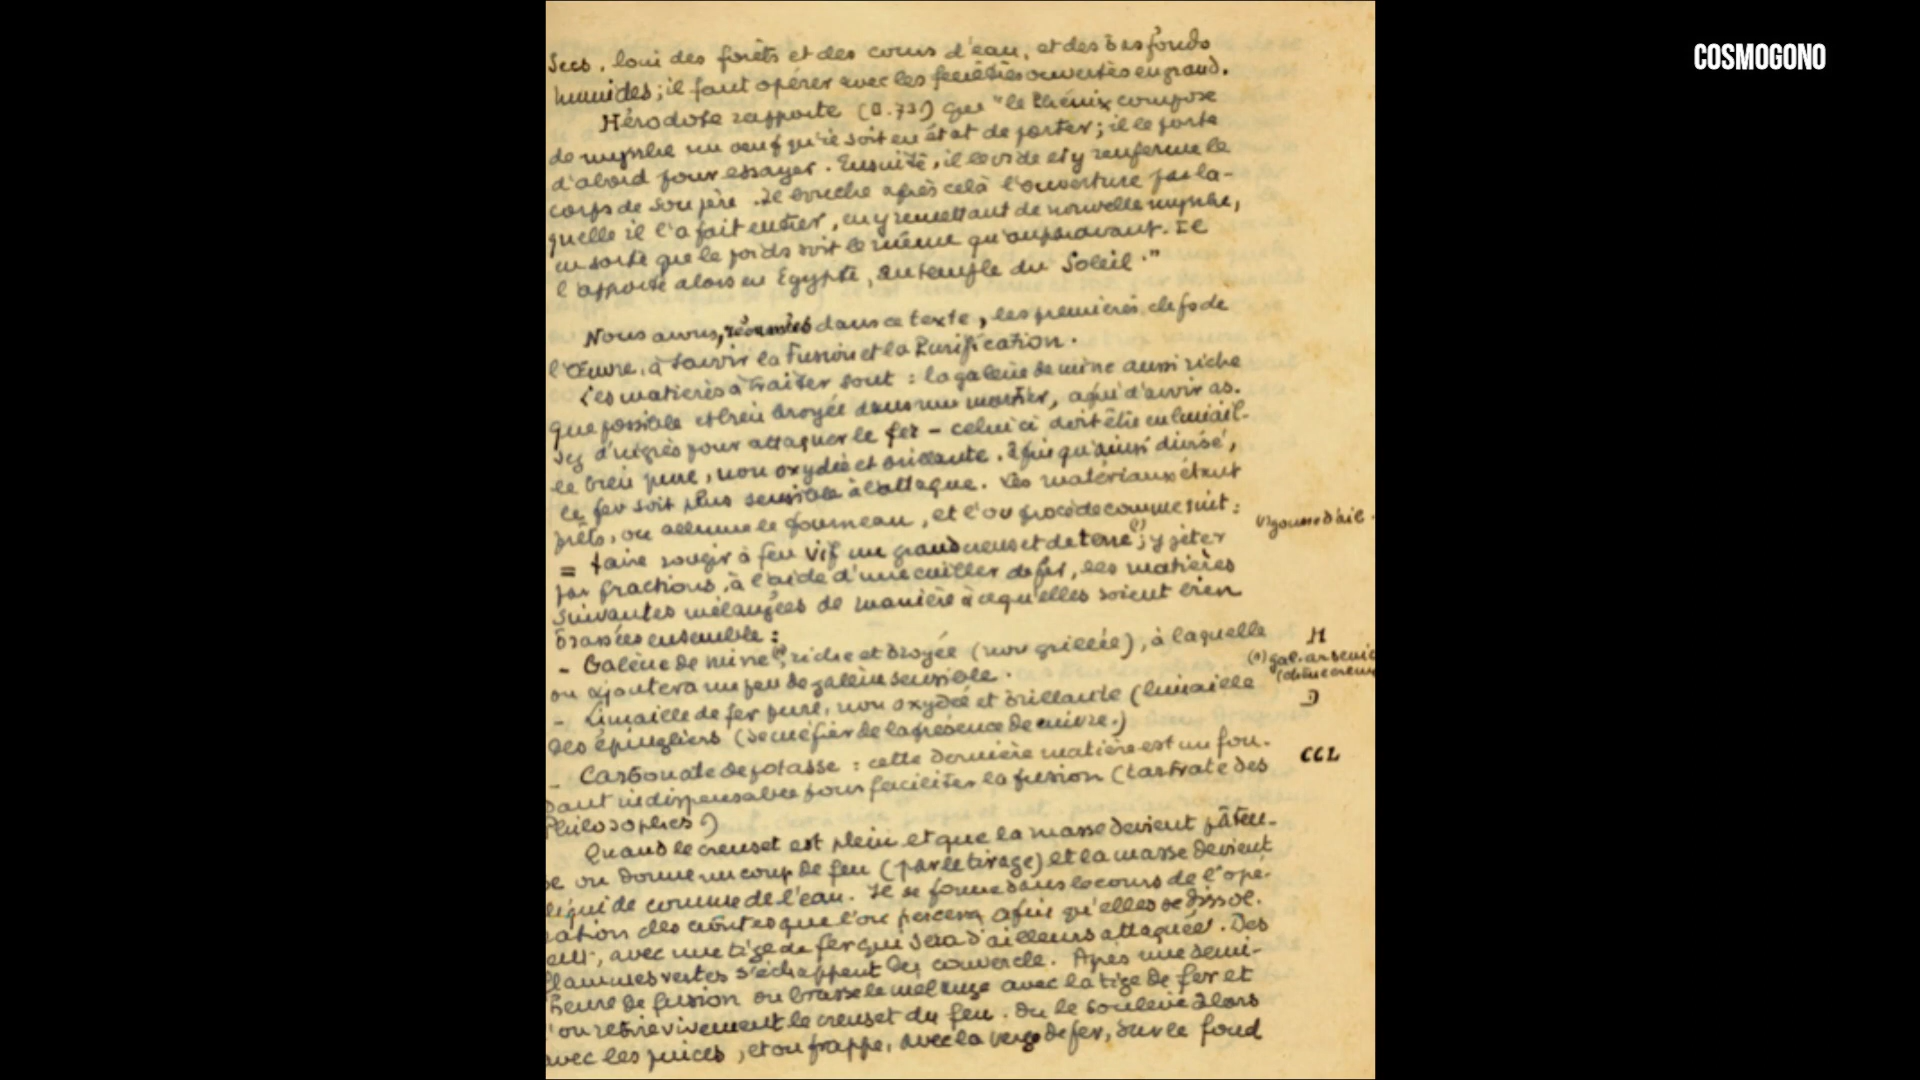 COSMOGONO
secs, loin des forêts et des cours d'eau, et des bas fonds
humides; il faut opérer avec les fenêtres ouvertes en grand.
Hérodote rapporte (II.73) que "le Phénix compose
de myrrhe un oeuf qu'il soit en état de porter; il le porte
d'abord pour essayer. Ensuite, il le vide et y renferme le
corps de son père. Il bouche après celà l'ouverture par la-
quelle il l'a fait entrer, en y remettant de nouvelle myrrhe,
en sorte que le poids soit le même qu'auparavant. Il
l'apporte alors en Egypte, au temple du Soleil."
Nous avons, résumées dans ce texte, les premières clefs de
l'Œuvre, à savoir la Fusion et la Purification.
Les matières à traiter sont : la galène de mine aussi riche
que possible et bien broyée dans un mortier, afin d'avoir as-
sez d'ingrès pour attaquer le fer - celui ci doit être en limail-
le bien pure, non oxydée et brillante. Afin qu'ainsi divisé,
le fer soit plus sensible à l'attaque. Les matériaux étant
prêts, on allume le fourneau, et l'on procède comme suit :
= faire rougir à feu vif un grand creuset de terre (1); y jeter
(1) gousse d'ail.
par fractions, à l'aide d'une cuiller de fer, les matières
suivantes mélangées de manière à ce qu'elles soient bien
brassées ensemble :
- Galène de mine, riche et broyée (non grillée), à laquelle
on ajoutera un peu de galène sensible.
- Limaille de fer pure, non oxydée et brillante (limaille
des épingliers (se méfier de la présence de cuivre.)
- Carbonate de potasse : cette dernière matière est un fon-
CCL
dant indispensable pour faciliter la fusion (tartrate des
Philosophes)
Quand le creuset est plein et que la masse devient pâteu-
se on donne un coup de feu (par le tirage) et la masse devient
liquide comme de l'eau. Il se forme dans le cours de l'opé-
ration des croûtes que l'on percera afin qu'elles se dissol-
vent, avec une tige de fer qui sera d'ailleurs attaquée. Des
flammes vertes s'échappent du couvercle. Après une demi-
heure de fusion on brasse le mélange avec la tige de fer et
l'on retire vivement le creuset du feu. On le soulève alors
avec les pinces, et on frappe, avec la verge de fer, sur le fond